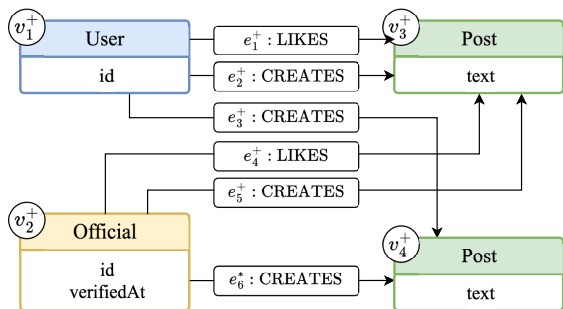 v₁⁺ User e₁⁺ : LIKES v₃⁺ Post
id e₂⁺ : CREATES text
e₃⁺ : CREATES
e₄⁺ : LIKES
v₂⁺ Official e₅⁺ : CREATES v₄⁺ Post
id
verifiedAt e₆* : CREATES text